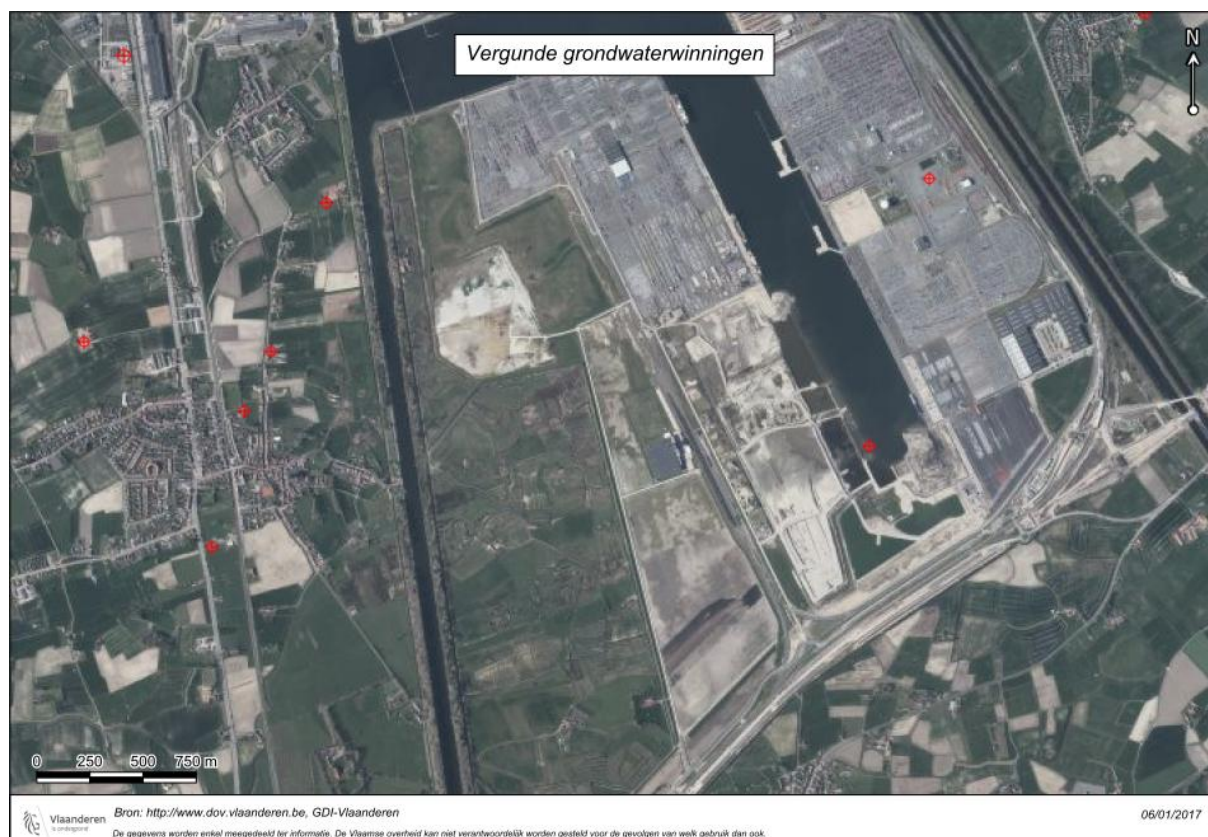 Vergunde grondwaterwinningen
N
0 250 500 750 m
Vlaanderen
is ondergrond
Bron: http://www.dov.vlaanderen.be, GDI-Vlaanderen
06/01/2017
De gegevens worden enkel meegedeeld ter informatie. De Vlaamse overheid kan niet verantwoordelijk worden gesteld voor de gevolgen van welk gebruik dan ook.